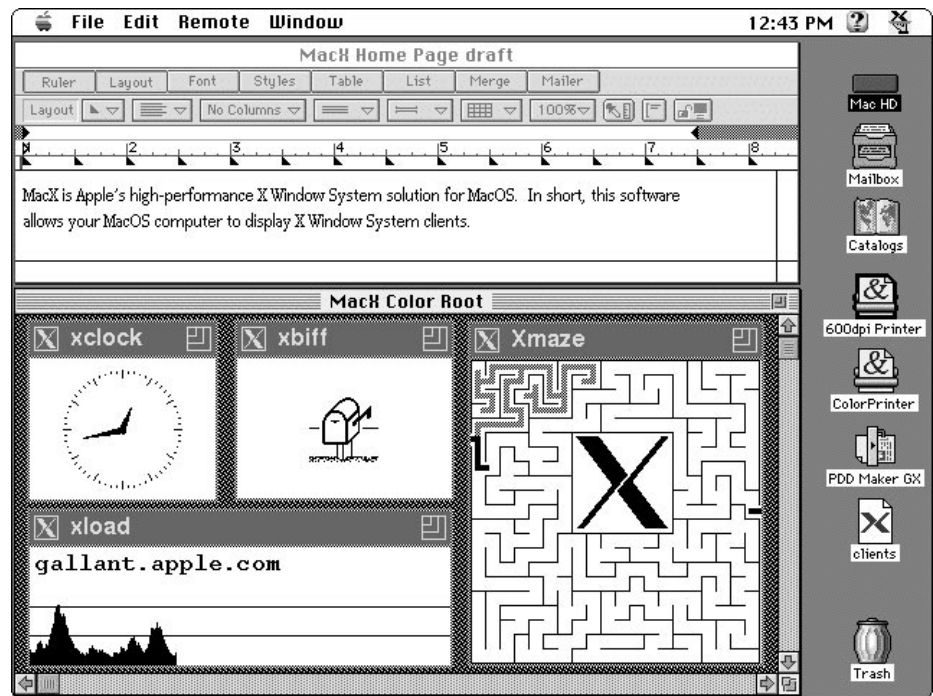 File Edit Remote Window 12:43 PM
MacX Home Page draft
Ruler Layout Font Styles Table List Merge Mailer
Layout No Columns 100%
2 3 4 5 6 7 8
MacX is Apple's high-performance X Window System solution for MacOS. In short, this software
allows your MacOS computer to display X Window System clients.
MacX Color Root
X xclock
X xbiff
X Xmaze
X
X xload
gallant.apple.com
Mac HD
Mailbox
Catalogs
&
600dpi Printer
&
ColorPrinter
PDD Maker GX
X
clients
Trash